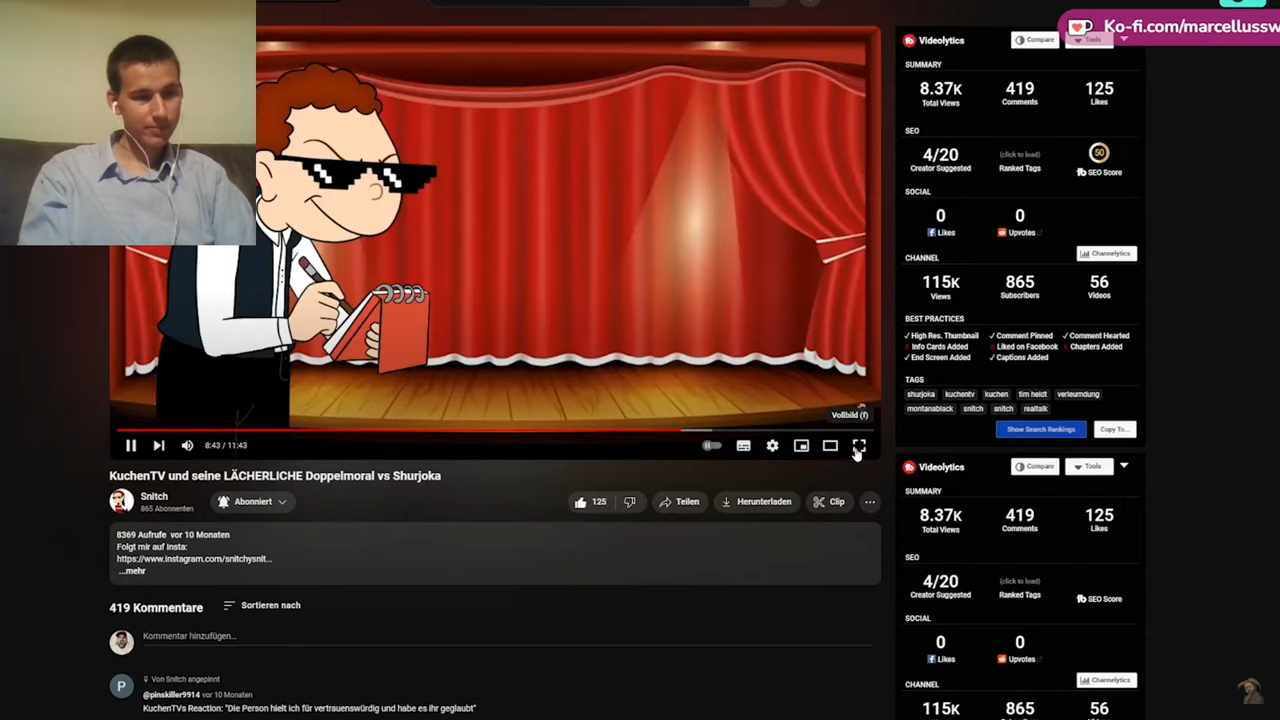 Ko-fi.com/marcellussw
Videolytics
Compare
Tools
SUMMARY
8.37K 419 125
Total Views Comments Likes
SEO
4/20 (click to load) 50
Creator Suggested Ranked Tags SEO Score
SOCIAL
0 0
Likes Upvotes
CHANNEL
Channelytics
115K 865 56
Views Subscribers Videos
BEST PRACTICES
High Res. Thumbnail Comment Pinned Comment Hearted
Info Cards Added Liked on Facebook Chapters Added
End Screen Added Captions Added
TAGS
shurjoka kuchentv kuchen tim heldt verleumdung
montanablack snitch snitch realtalk
Show Search Rankings Copy To...
Vollbild (f)
8:43 / 11:43
KuchenTV und seine LÄCHERLICHE Doppelmoral vs Shurjoka
Snitch
865 Abonnenten
Abonniert
125
Teilen
Herunterladen
Clip
8369 Aufrufe vor 10 Monaten
Folgt mir auf Insta:
https://www.instagram.com/snitchysnit...
...mehr
419 Kommentare
Sortieren nach
Kommentar hinzufügen...
P
Von Snitch angepinnt
@pinskiller9914 vor 10 Monaten
KuchenTVs Reaction: "Die Person hielt ich für vertrauenswürdig und habe es ihr geglaubt"
Videolytics
Compare
Tools
SUMMARY
8.37K 419 125
Total Views Comments Likes
SEO
4/20 (click to load)
Creator Suggested Ranked Tags SEO Score
SOCIAL
0 0
Likes Upvotes
CHANNEL
Channelytics
115K 865 56